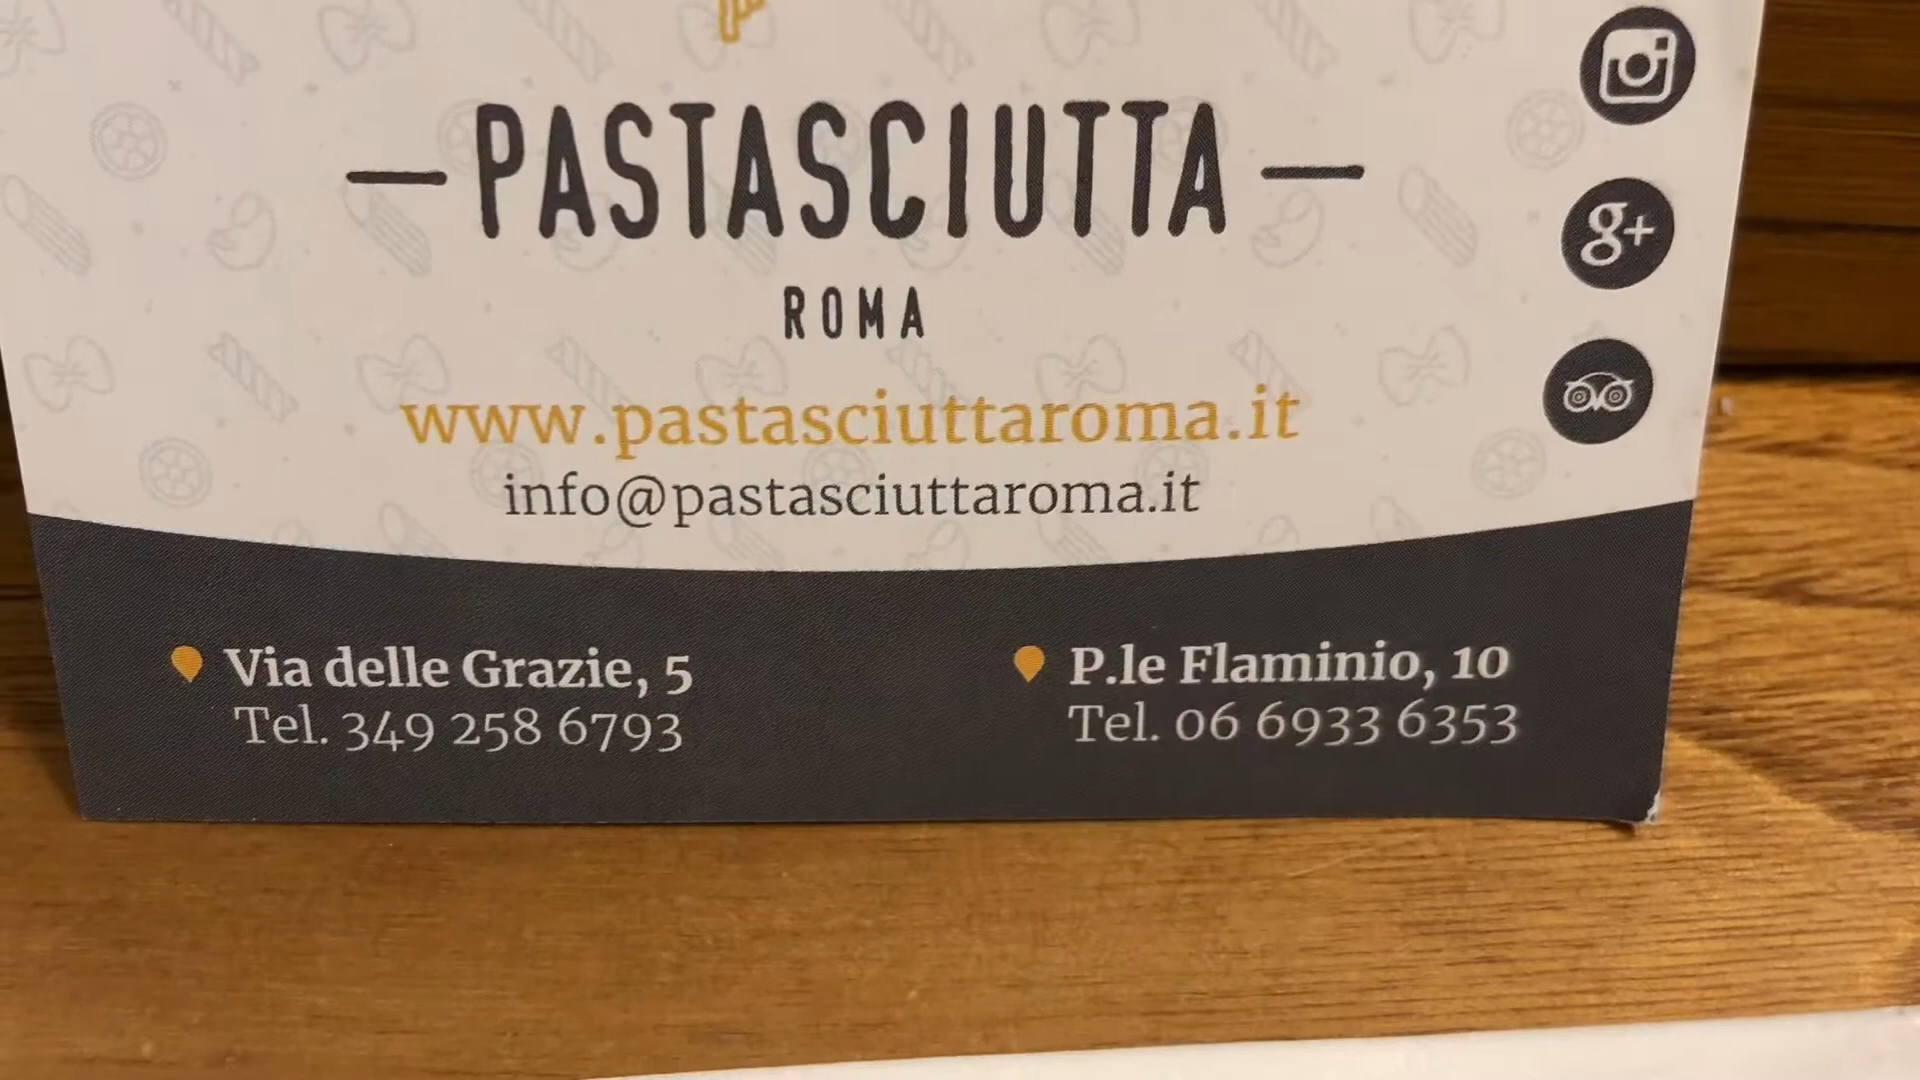 PASTASCIUTTA
ROMA
www.pastasciuttaroma.it
info@pastasciuttaroma.it
Via delle Grazie, 5
Tel. 349 258 6793
P.le Flaminio, 10
Tel. 06 6933 6353
g+